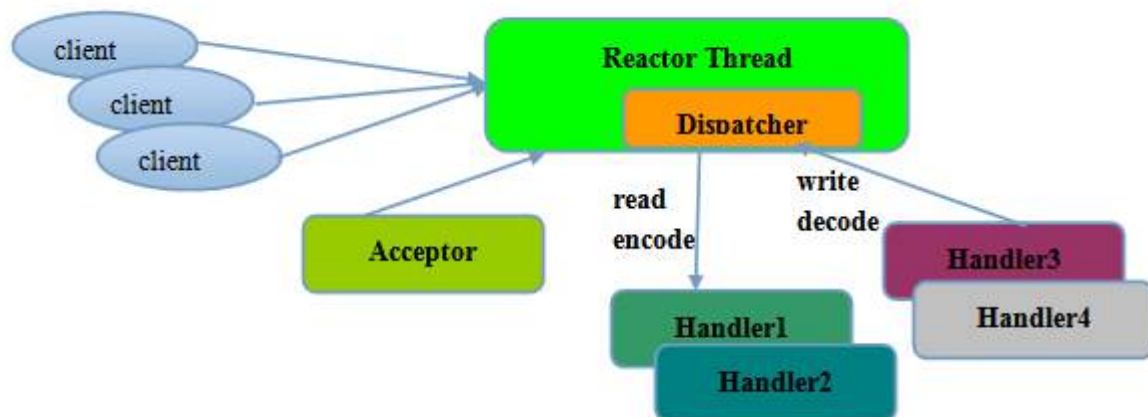 client
client
client
Reactor Thread
Dispatcher
read
encode
write
decode
Acceptor
Handler1
Handler2
Handler3
Handler4